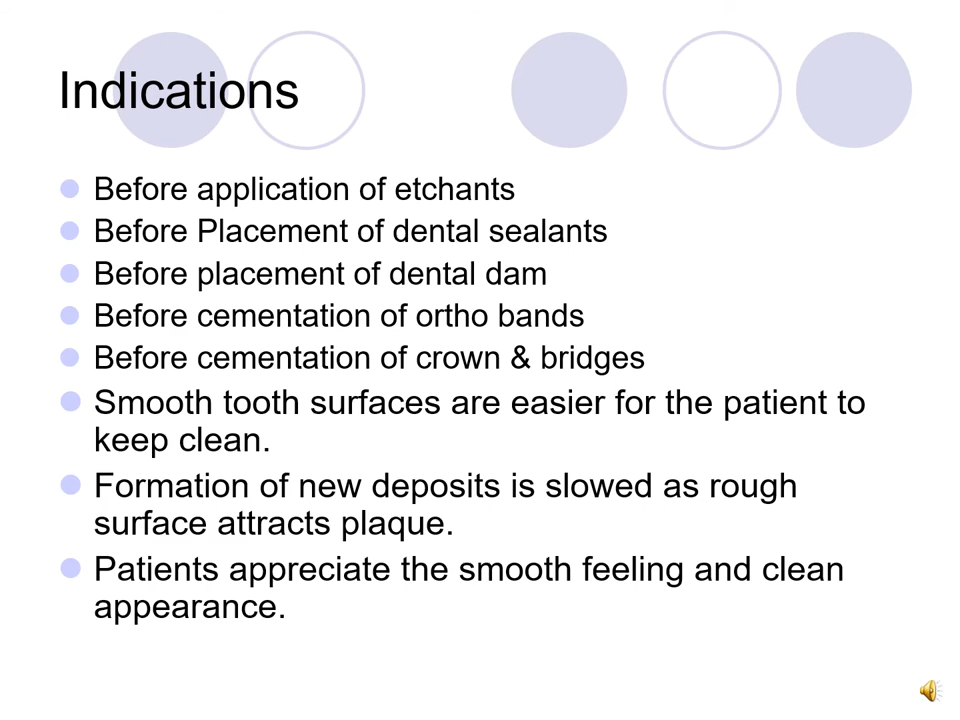 Indications
Before application of etchants
Before Placement of dental sealants
Before placement of dental dam
Before cementation of ortho bands
Before cementation of crown & bridges
Smooth tooth surfaces are easier for the patient to
keep clean.
Formation of new deposits is slowed as rough
surface attracts plaque.
Patients appreciate the smooth feeling and clean
appearance.